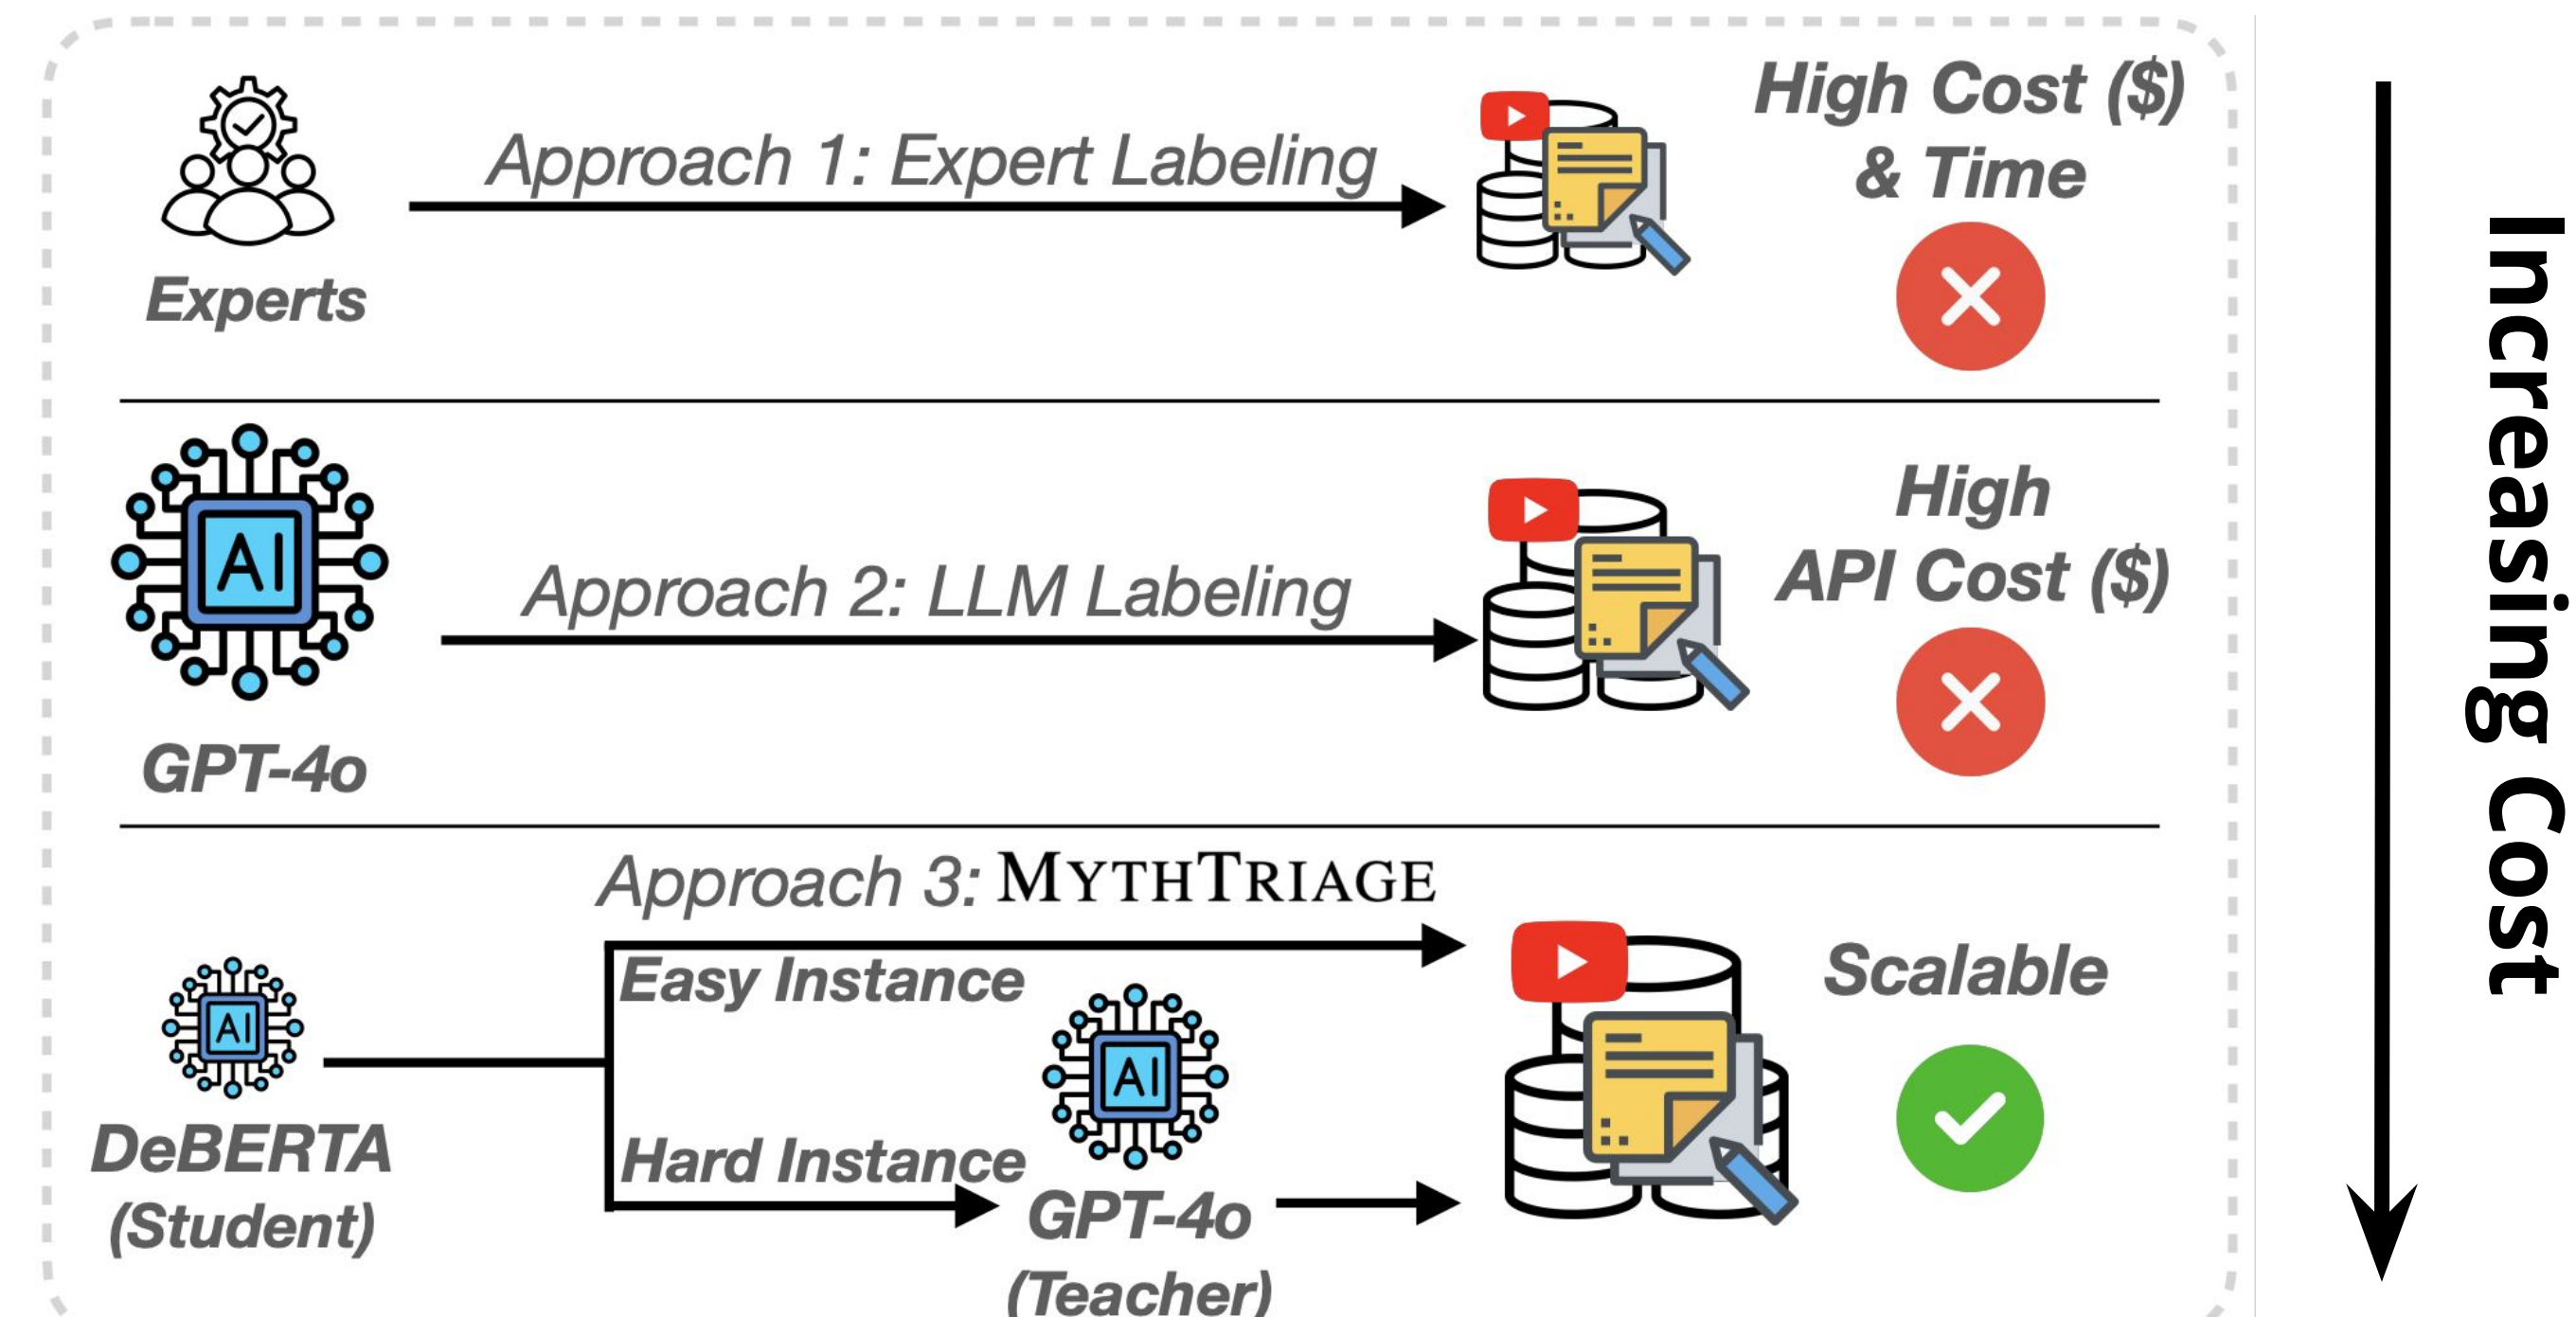 High Cost ($)
& Time
Approach 1: Expert Labeling
Experts
High
API Cost ($)
Approach 2: LLM Labeling
AI
GPT-4o
Approach 3: MYTHTRIAGE
Easy Instance
Scalable
AI
AI
DeBERTA
(Student)
Hard Instance
GPT-4o
(Teacher)
Increasing Cost